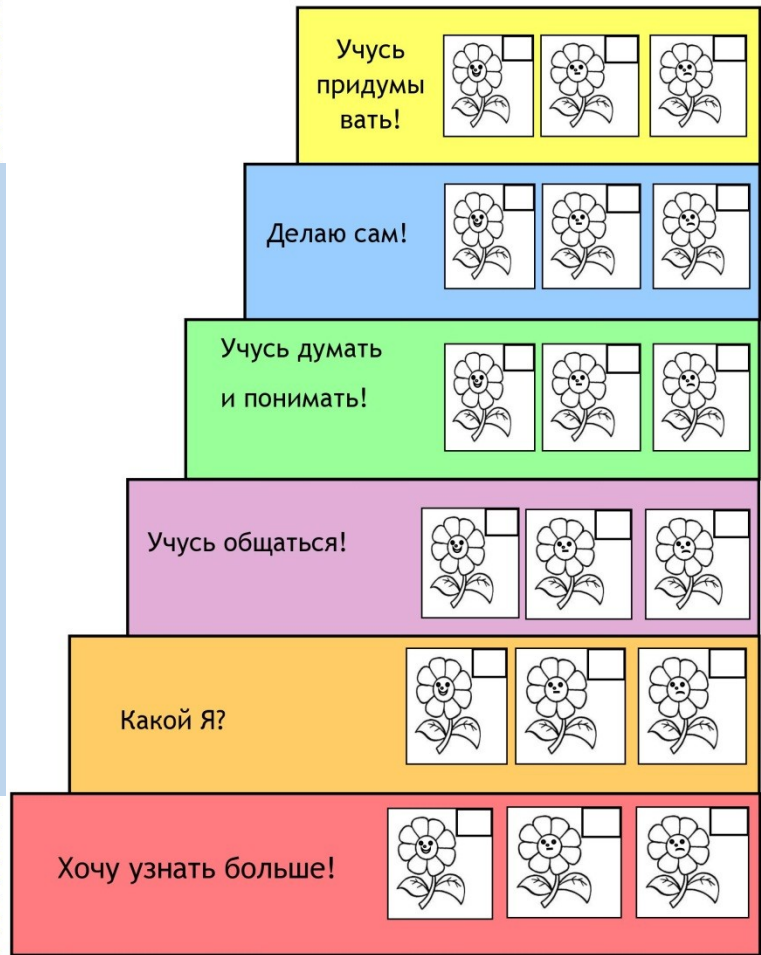 Учусь
придумы
вать!
Делаю сам!
Учусь думать
и понимать!
Учусь общаться!
Какой Я?
Хочу узнать больше!